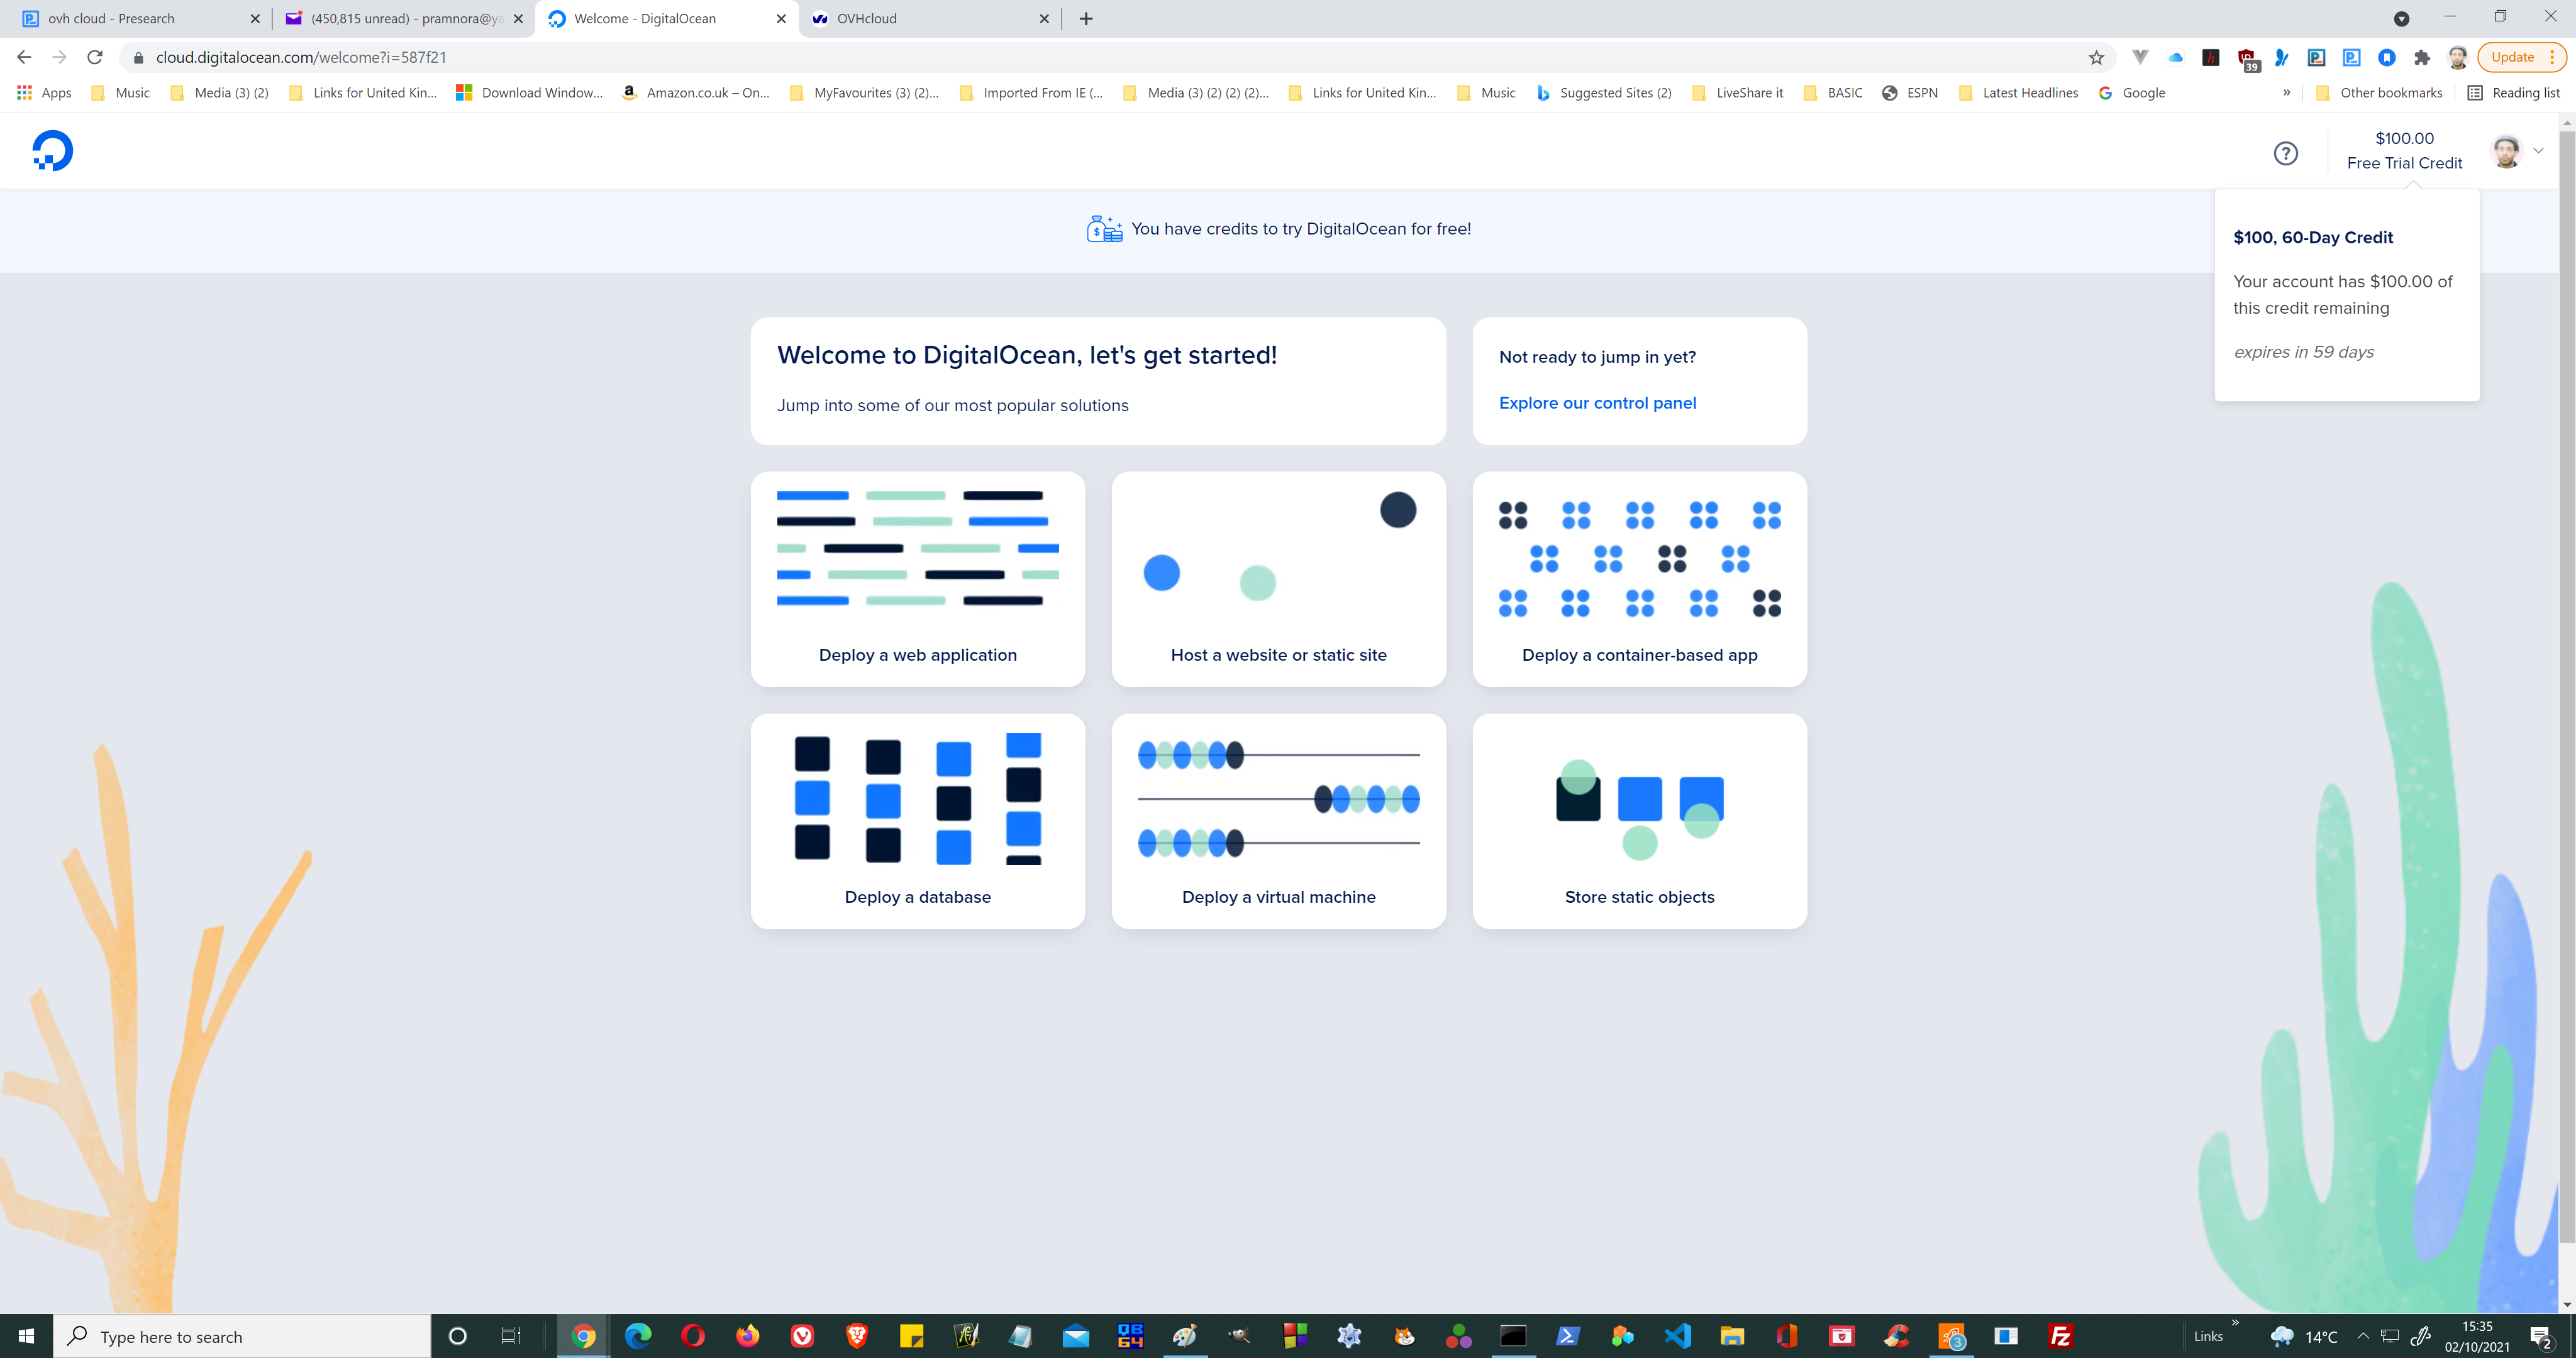 ovh cloud - Presearch
(450,815 unread) - pramnora@ya
Welcome - DigitalOcean
OVHcloud
cloud.digitalocean.com/welcome?i=587f21
39
Update
Apps
Music
Media (3) (2)
Links for United Kin...
Download Window...
Amazon.co.uk – On...
MyFavourites (3) (2)...
Imported From IE (...
Media (3) (2) (2) (2)...
Links for United Kin...
Music
Suggested Sites (2)
LiveShare it
BASIC
ESPN
Latest Headlines
Google
»
Other bookmarks
Reading list
$100.00
Free Trial Credit
You have credits to try DigitalOcean for free!
$100, 60-Day Credit
Your account has $100.00 of
this credit remaining
expires in 59 days
Welcome to DigitalOcean, let's get started!
Jump into some of our most popular solutions
Not ready to jump in yet?
Explore our control panel
Deploy a web application
Host a website or static site
Deploy a container-based app
Deploy a database
Deploy a virtual machine
Store static objects
Type here to search
QB
64
3
Links
»
14°C
15:35
02/10/2021
2